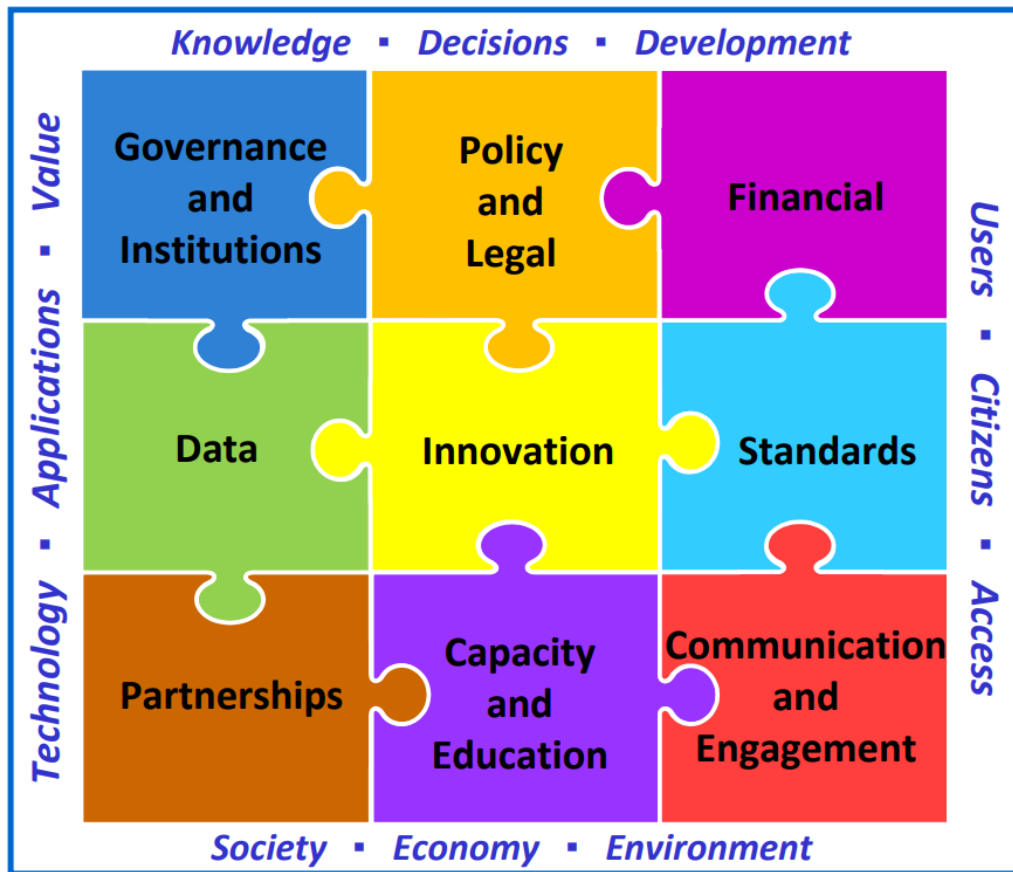 Knowledge ▪ Decisions ▪ Development
Technology ▪ Applications ▪ Value
Governance
and
Institutions
Policy
and
Legal
Financial
Data
Innovation
Standards
Partnerships
Capacity
and
Education
Communication
and
Engagement
Users ▪ Citizens ▪ Access
Society ▪ Economy ▪ Environment